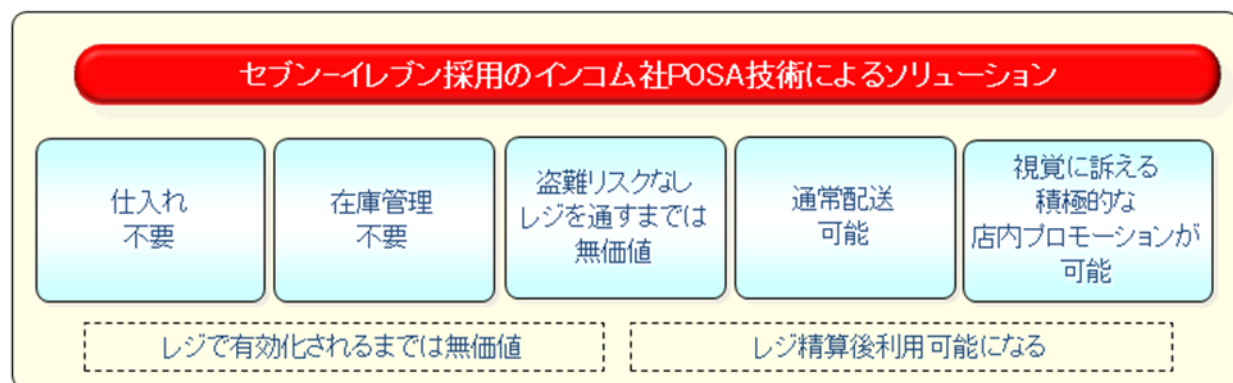 セブン-イレブン採用のインコム社POSA技術によるソリューション
仕入れ
不要
在庫管理
不要
盗難リスクなし
レジを通すまでは
無価値
通常配送
可能
視覚に訴える
積極的な
店内プロモーションが
可能
レジで有効化されるまでは無価値
レジ精算後利用可能になる